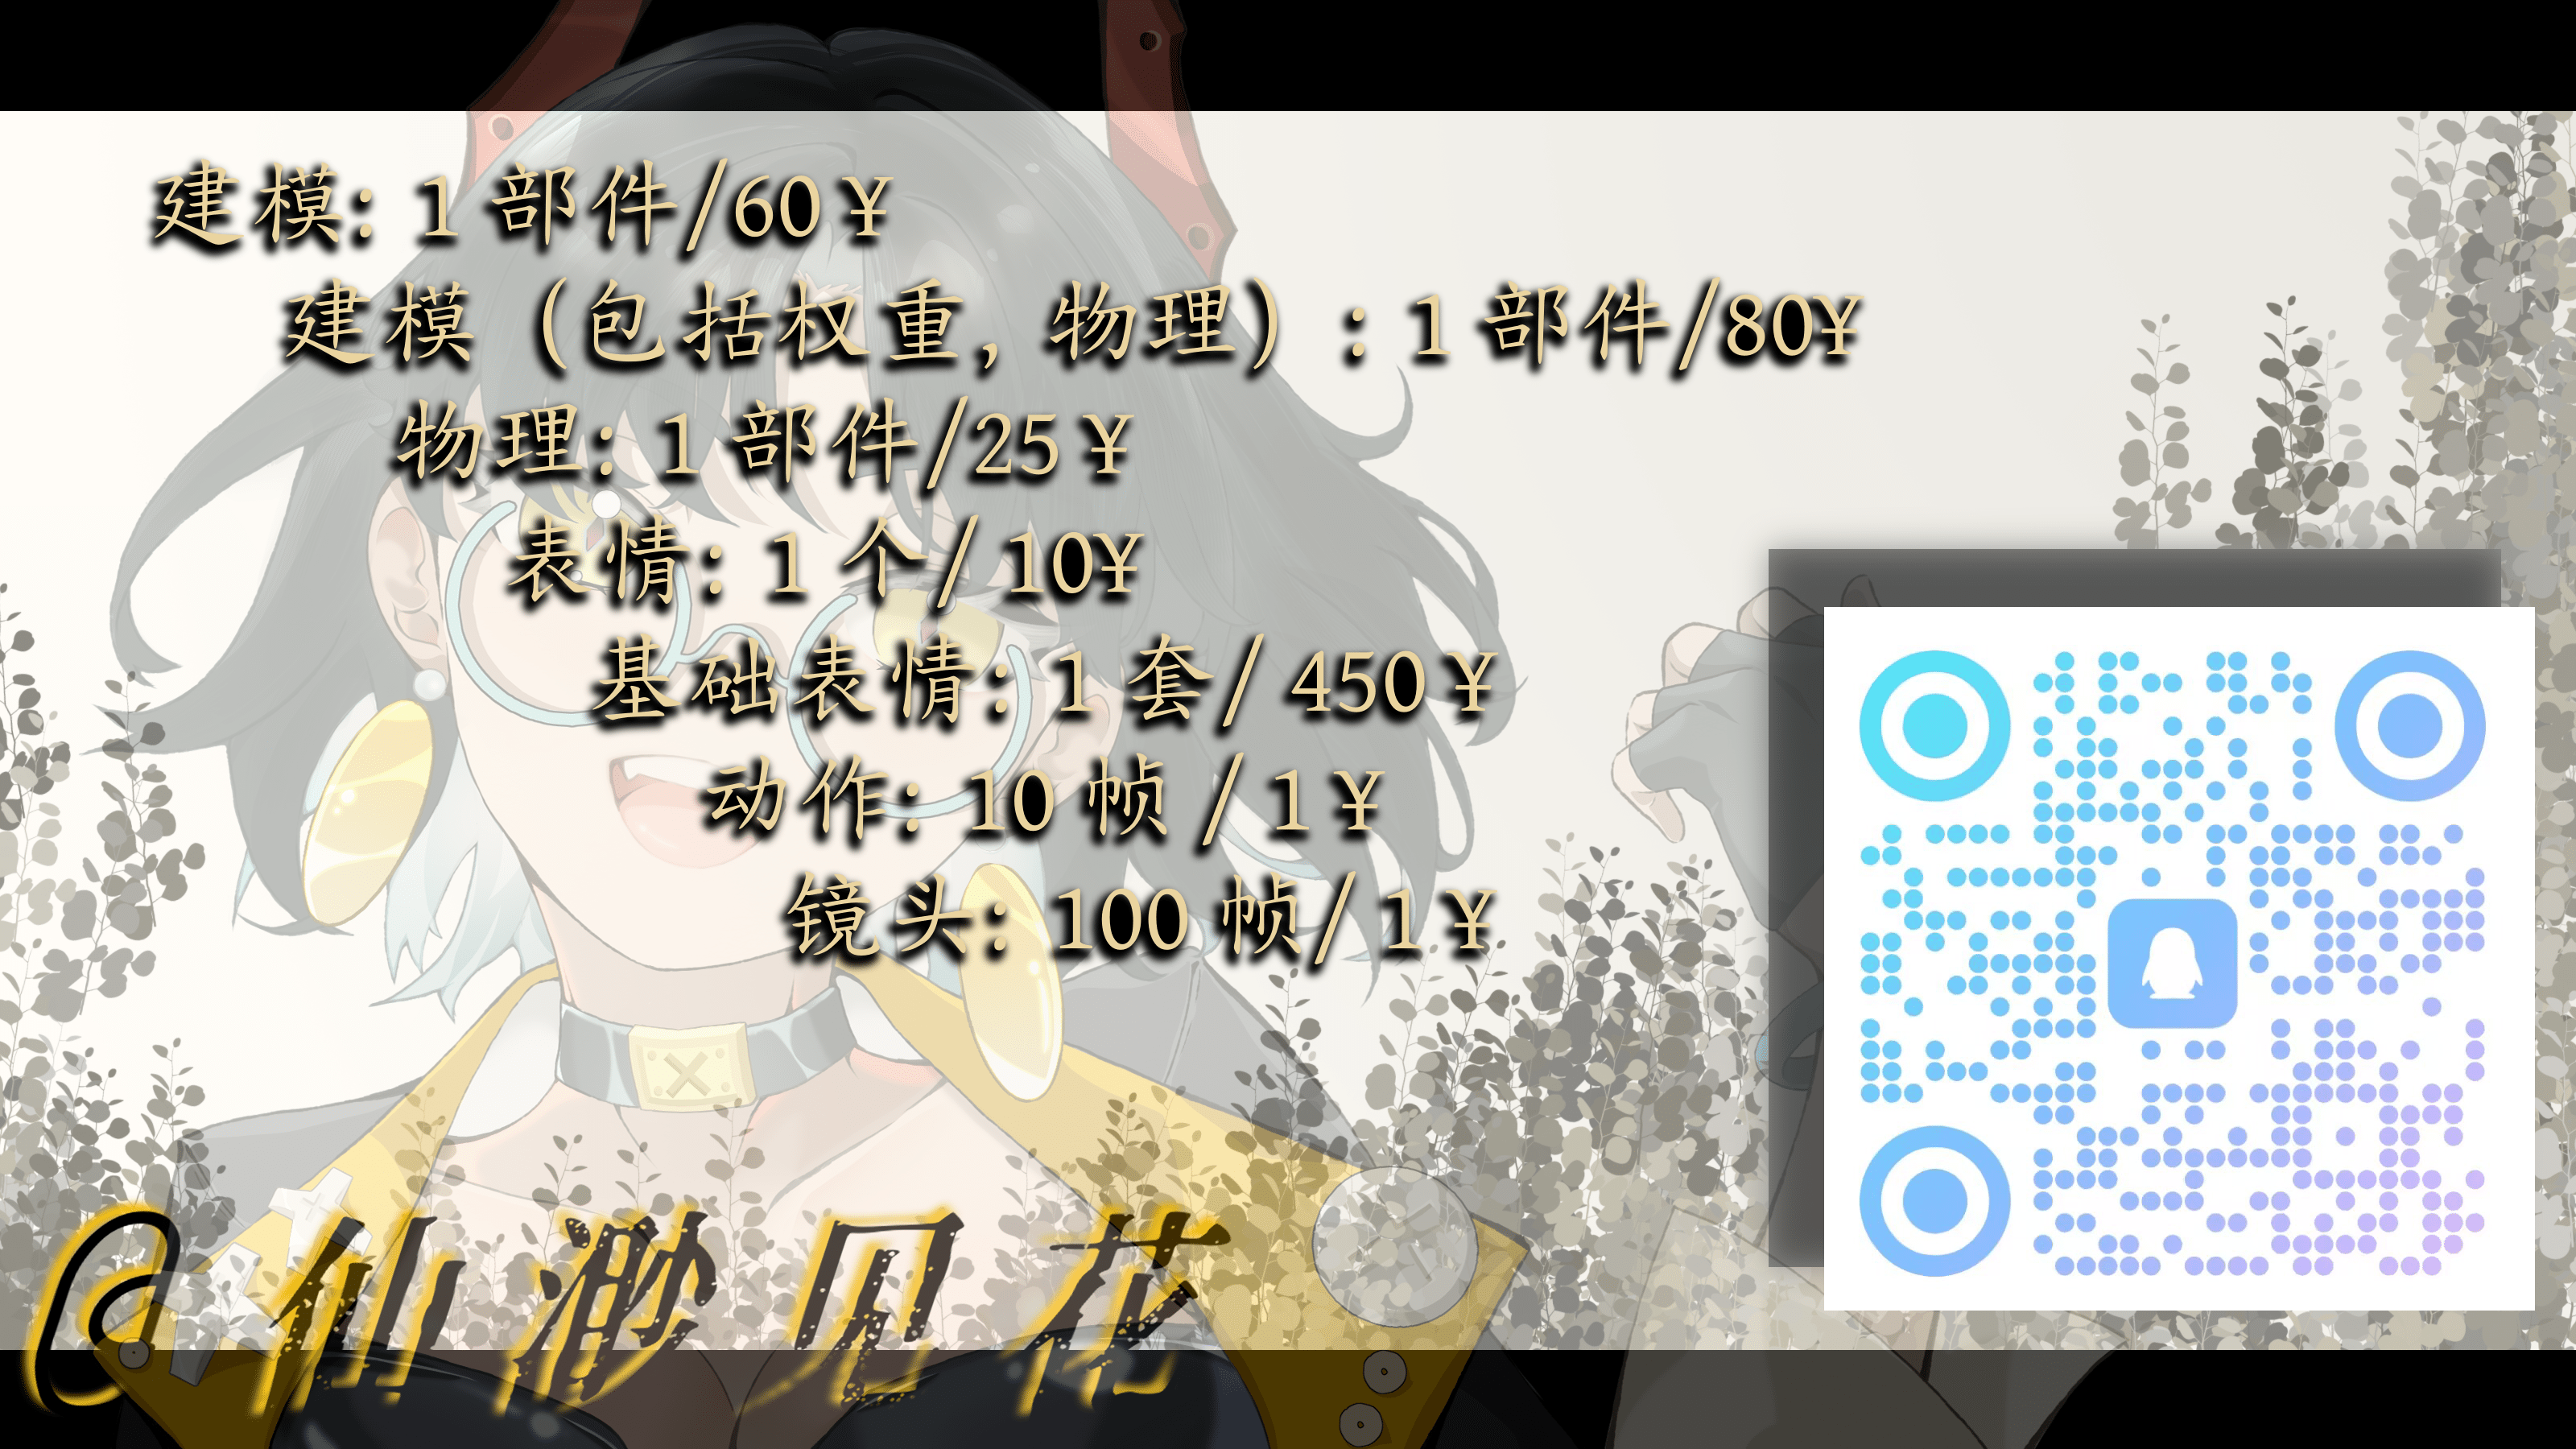 建模：1 部件/60￥
建模（包括权重，物理）：1 部件/80¥
物理：1 部件/25￥
表情：1 个/ 10¥
基础表情：1 套/ 450￥
动作：10 帧 / 1￥
镜头：100 帧/ 1￥
@仙渺见花